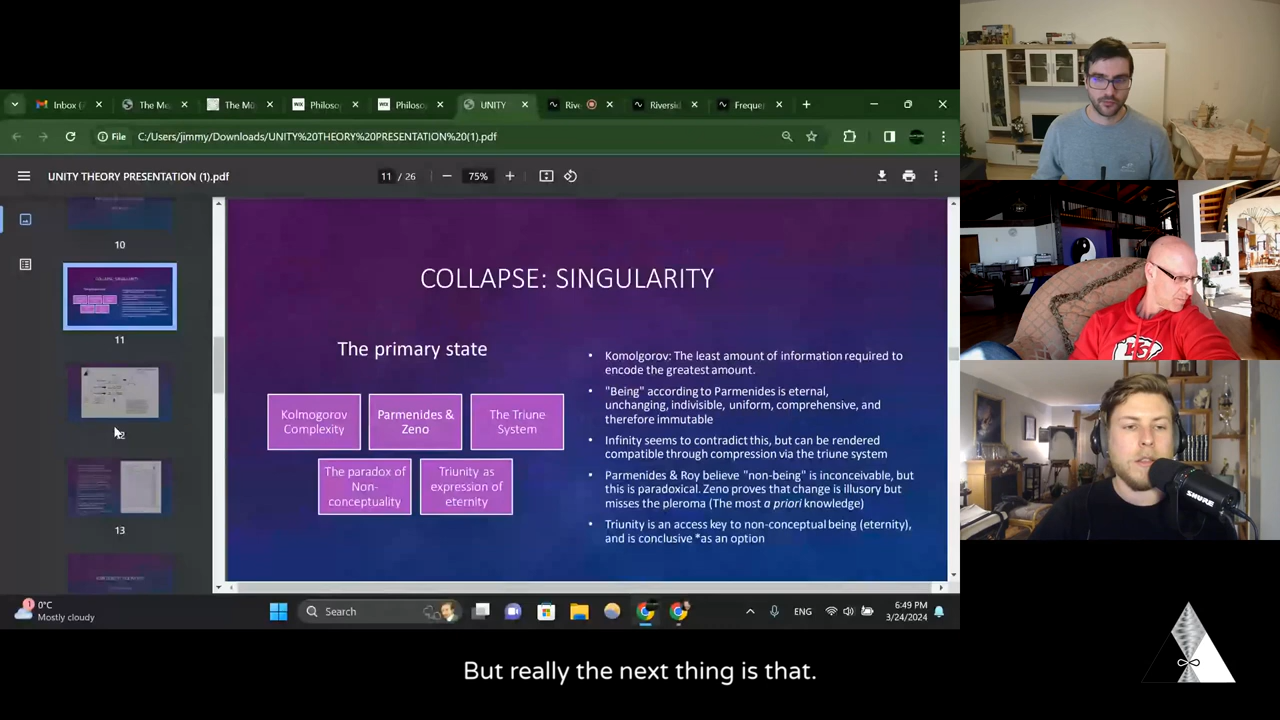 Inbox (
The Me
The Mü
Philoso
Philoso
UNITY
Rive
Riversid
Freque
File
C:/Users/jimmy/Downloads/UNITY%20THEORY%20PRESENTATION%20(1).pdf
UNITY THEORY PRESENTATION (1).pdf
11 / 26
75%
10
11
12
13
COLLAPSE: SINGULARITY
The primary state
Kolmogorov
Complexity
Parmenides &
Zeno
The Triune
System
The paradox of
Non-
conceptuality
Triunity as
expression of
eternity
• Komolgorov: The least amount of information required to
encode the greatest amount.
• "Being" according to Parmenides is eternal,
unchanging, indivisible, uniform, comprehensive, and
therefore immutable
• Infinity seems to contradict this, but can be rendered
compatible through compression via the triune system
• Parmenides & Roy believe "non-being" is inconceivable, but
this is paradoxical. Zeno proves that change is illusory but
misses the pleroma (The most a priori knowledge)
• Triunity is an access key to non-conceptual being (eternity),
and is conclusive *as an option
1
0°C
Mostly cloudy
Search
ENG
6:49 PM
3/24/2024
SHURE
But really the next thing is that.